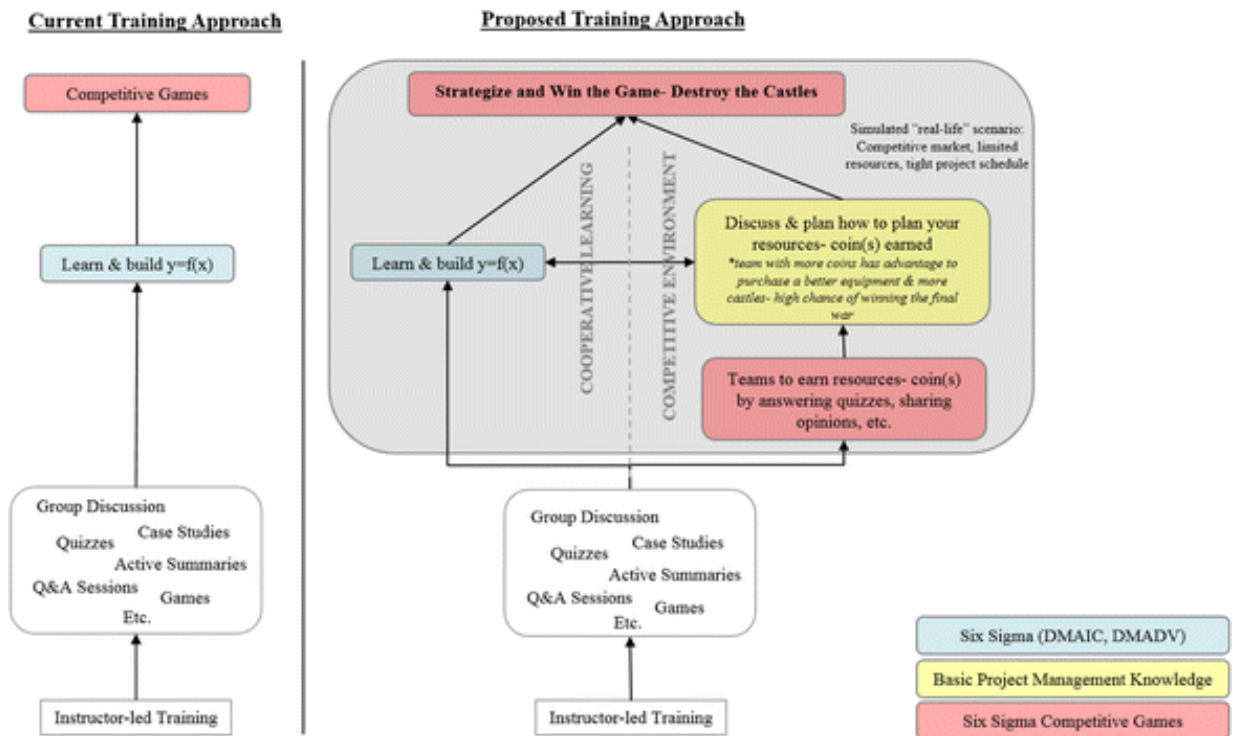 Current Training Approach
Competitive Games
Learn & build y=f(x)
Group Discussion
Case Studies
Quizzes
Active Summaries
Q&A Sessions
Games
Etc.
Instructor-led Training
Proposed Training Approach
Strategize and Win the Game- Destroy the Castles
Simulated "real-life" scenario:
Competitive market, limited
resources, tight project schedule
COOPERATIVE LEARNING
COMPETITIVE ENVIRONMENT
Learn & build y=f(x)
Discuss & plan how to plan your
resources- coin(s) earned
*team with more coins has advantage to
purchase a better equipment & more
castles- high chance of winning the final
war
Teams to earn resources- coin(s)
by answering quizzes, sharing
opinions, etc.
Group Discussion
Case Studies
Quizzes
Active Summaries
Q&A Sessions
Games
Etc.
Instructor-led Training
Six Sigma (DMAIC, DMADV)
Basic Project Management Knowledge
Six Sigma Competitive Games